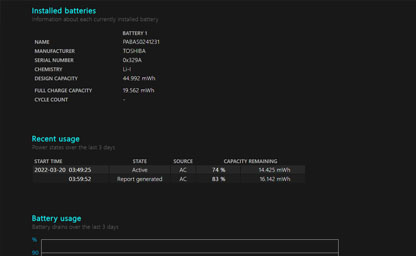 Installed batteries
Information about each currently installed battery
BATTERY 1
NAME PABAS0241231
MANUFACTURER TOSHIBA
SERIAL NUMBER 0x329A
CHEMISTRY Li-I
DESIGN CAPACITY 44.992 mWh
FULL CHARGE CAPACITY 19.562 mWh
CYCLE COUNT -
Recent usage
Power states over the last 3 days
START TIME STATE SOURCE CAPACITY REMAINING
2022-03-20 03:49:25 Active AC 74 % 14.425 mWh
03:59:52 Report generated AC 83 % 16.142 mWh
Battery usage
Battery drains over the last 3 days
%
90